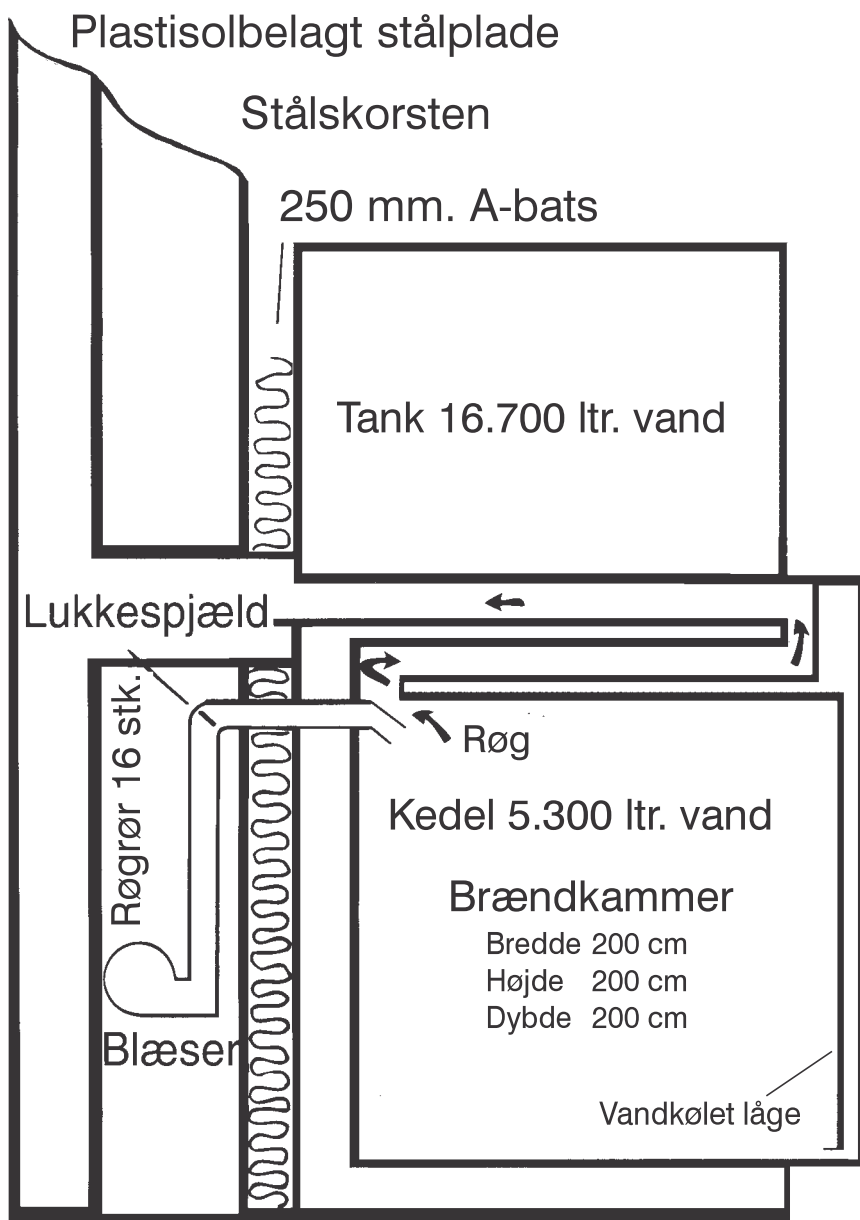 Plastisolbelagt stålplade
Stålskorsten
250 mm. A-bats
Tank 16.700 ltr. vand
Lukkespjæld
Røgrør 16 stk.
Røg
Kedel 5.300 ltr. vand
Brændkammer
Bredde 200 cm
Højde 200 cm
Dybde 200 cm
Blæser
Vandkølet låge